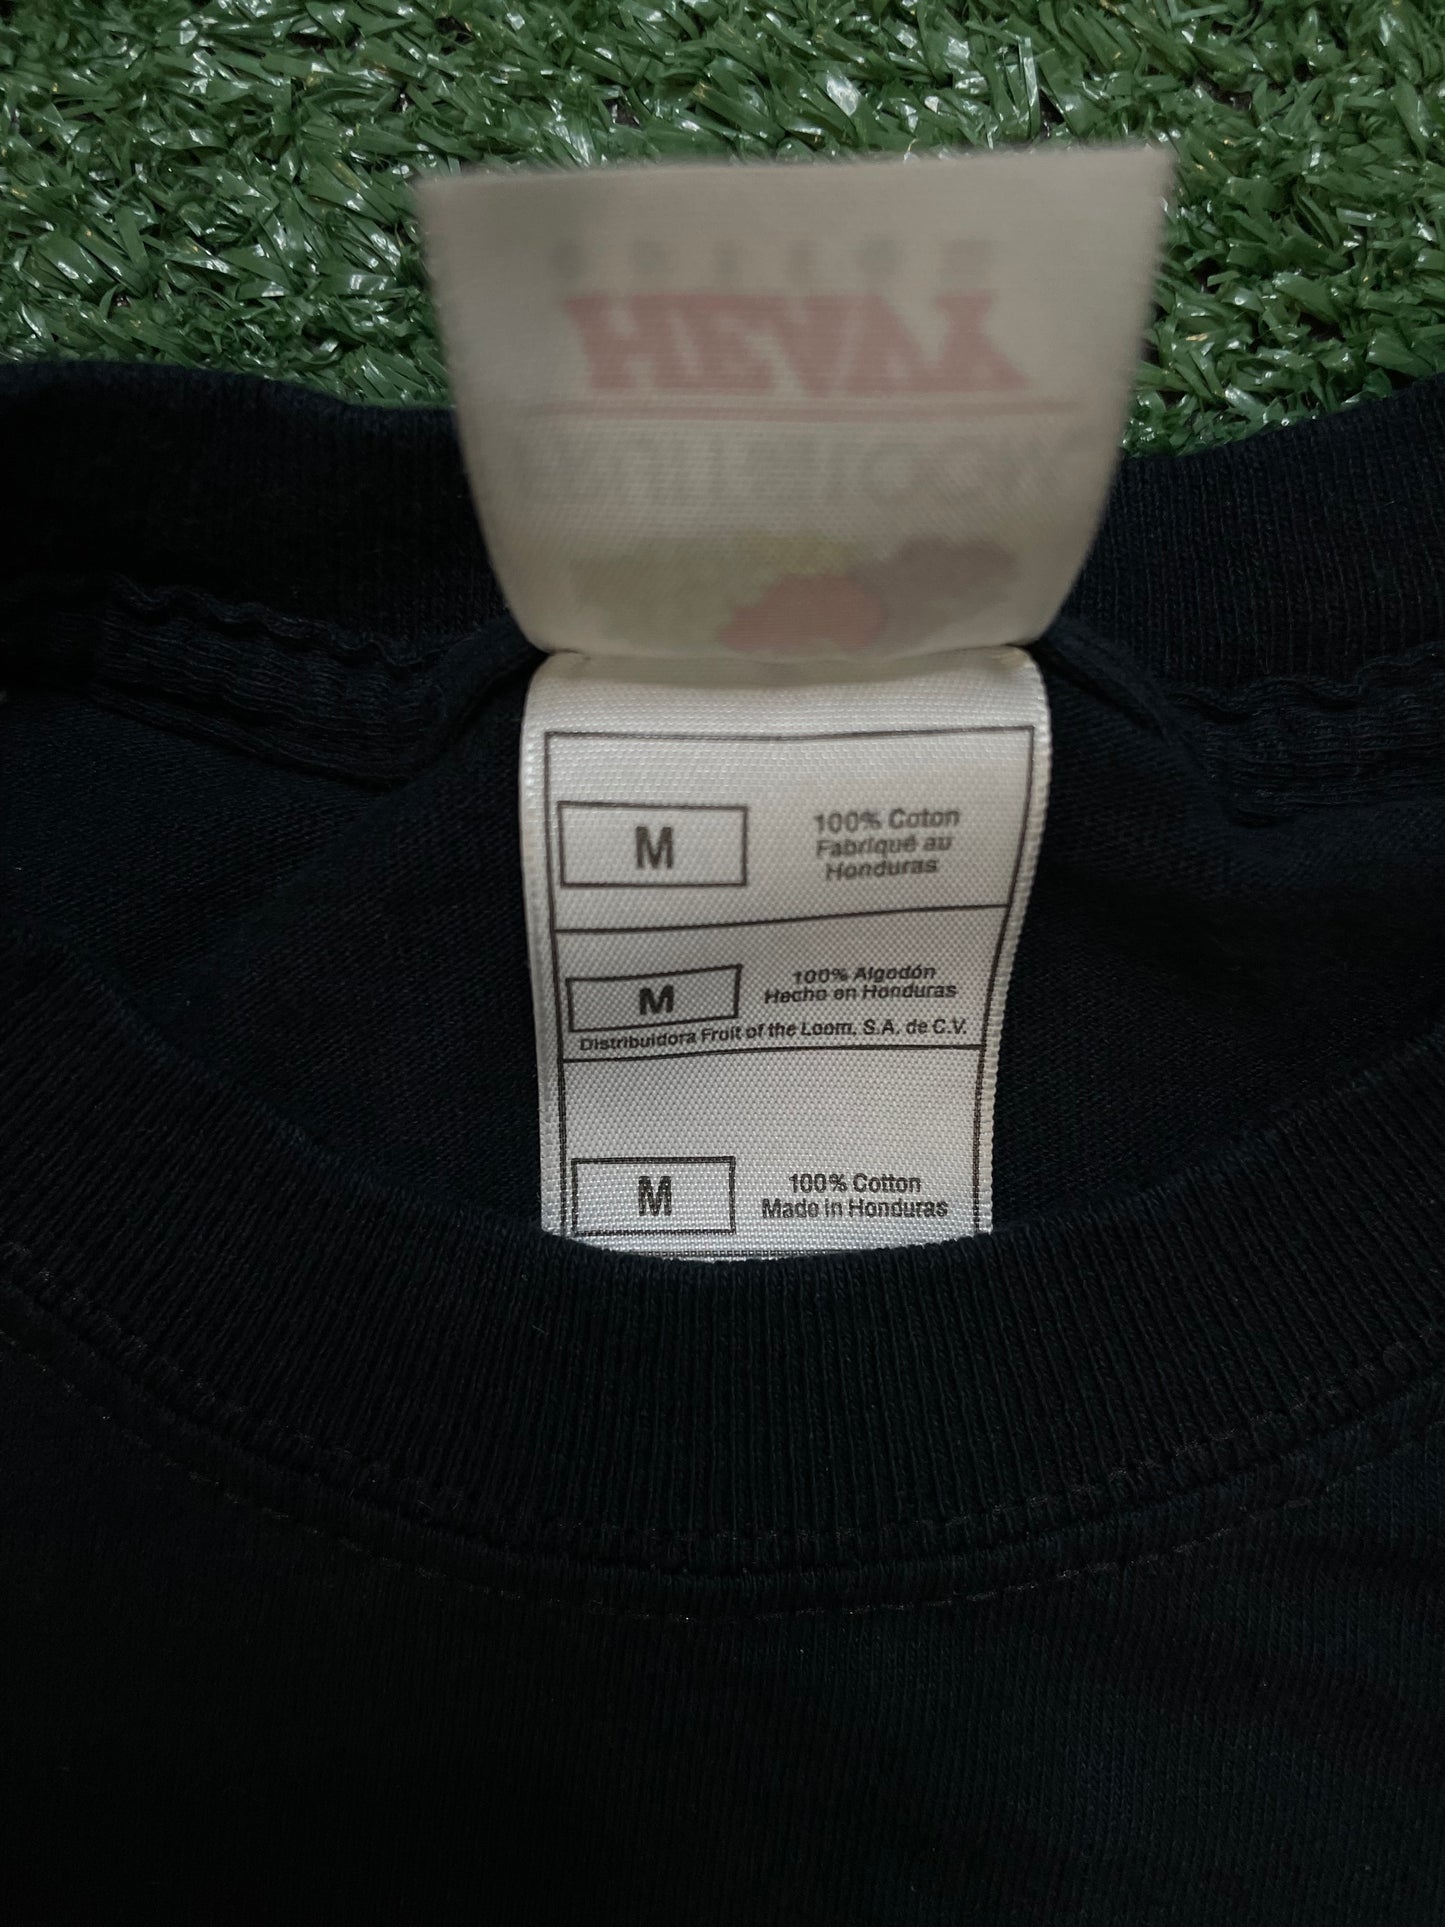 HEVAL
M
100% Coton
Fabriqué au
Honduras
M
100% Algodón
Hecho en Honduras
Distribuidora Fruit of the Loom, S.A. de C.V.
M
100% Cotton
Made in Honduras